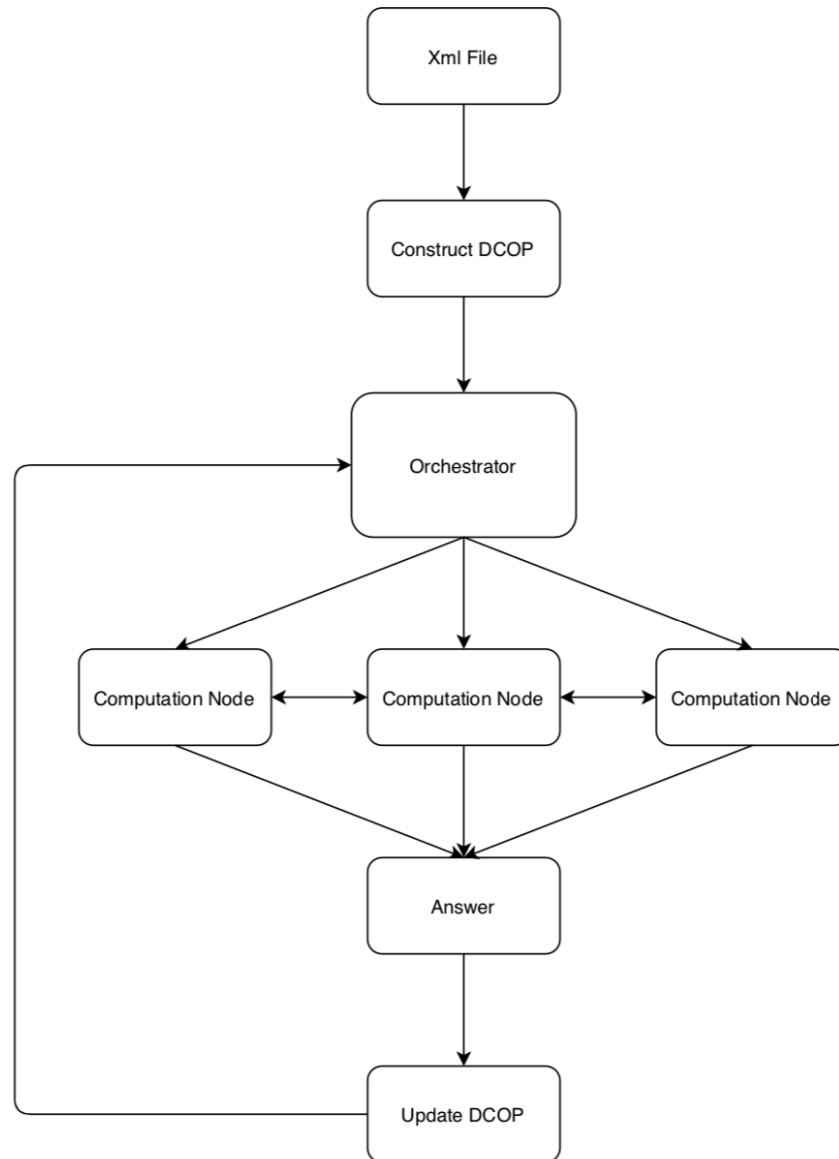 Xml File
Construct DCOP
Orchestrator
Computation Node
Computation Node
Computation Node
Answer
Update DCOP